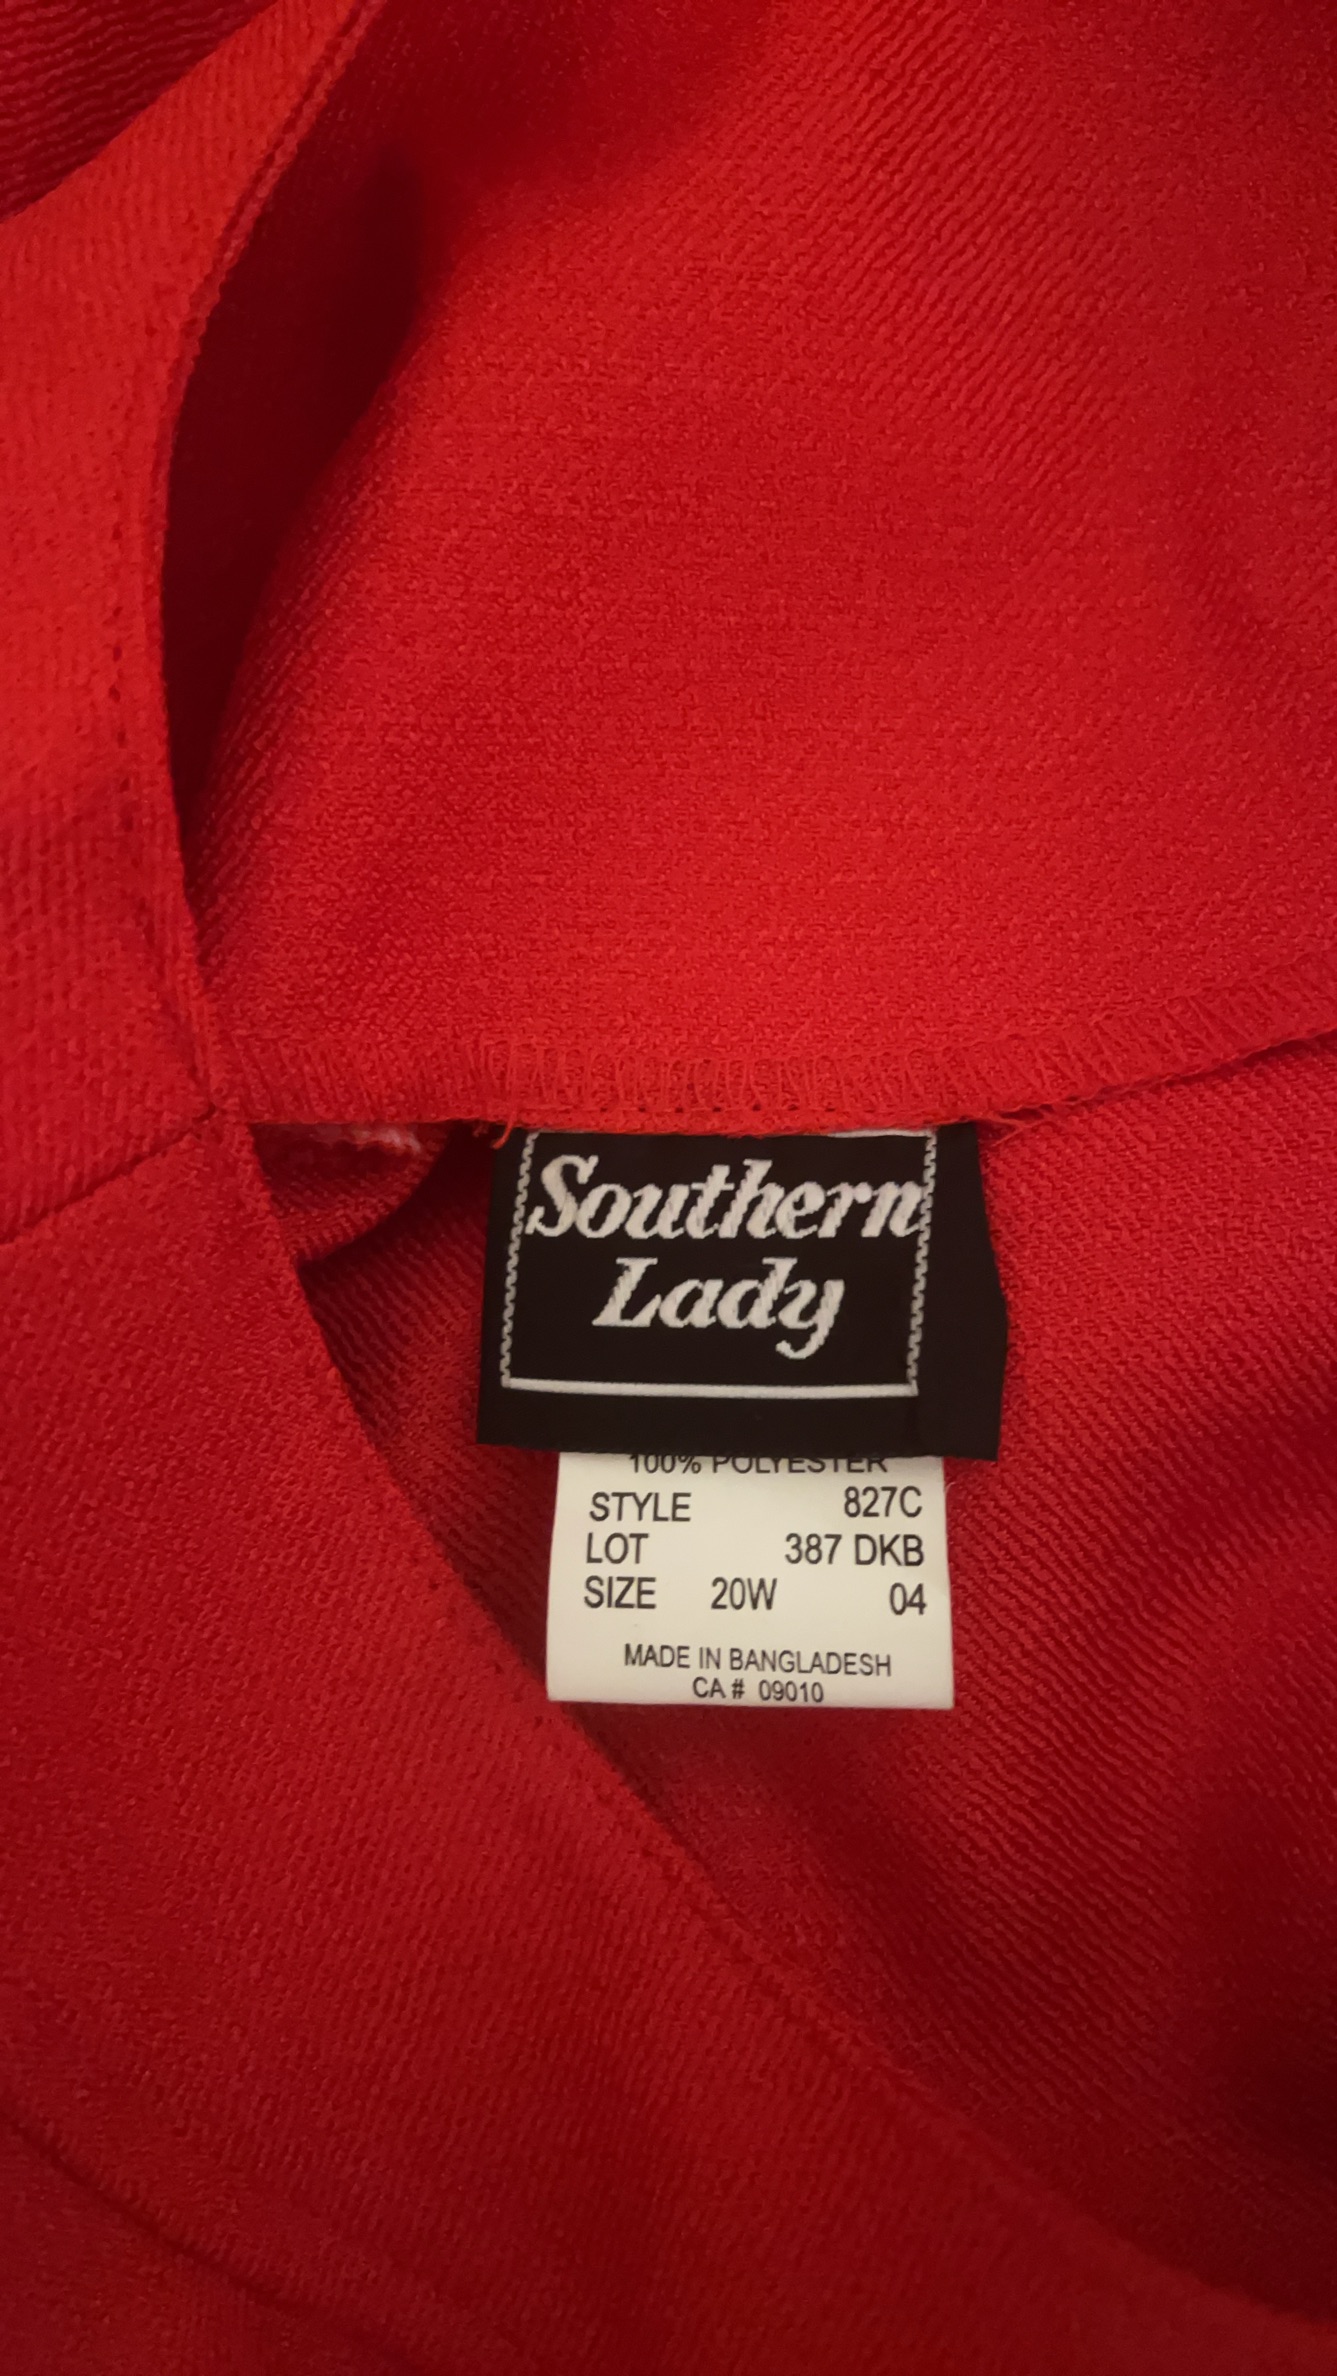 Southern
Lady
100% POLYESTER
STYLE 827C
LOT 387 DKB
SIZE 20W 04
MADE IN BANGLADESH
CA # 09010